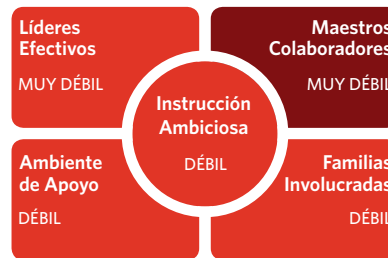 Líderes
Efectivos
MUY DÉBIL
Maestros
Colaboradores
MUY DÉBIL
Instrucción
Ambiciosa
DÉBIL
Ambiente
de Apoyo
DÉBIL
Familias
Involucradas
DÉBIL